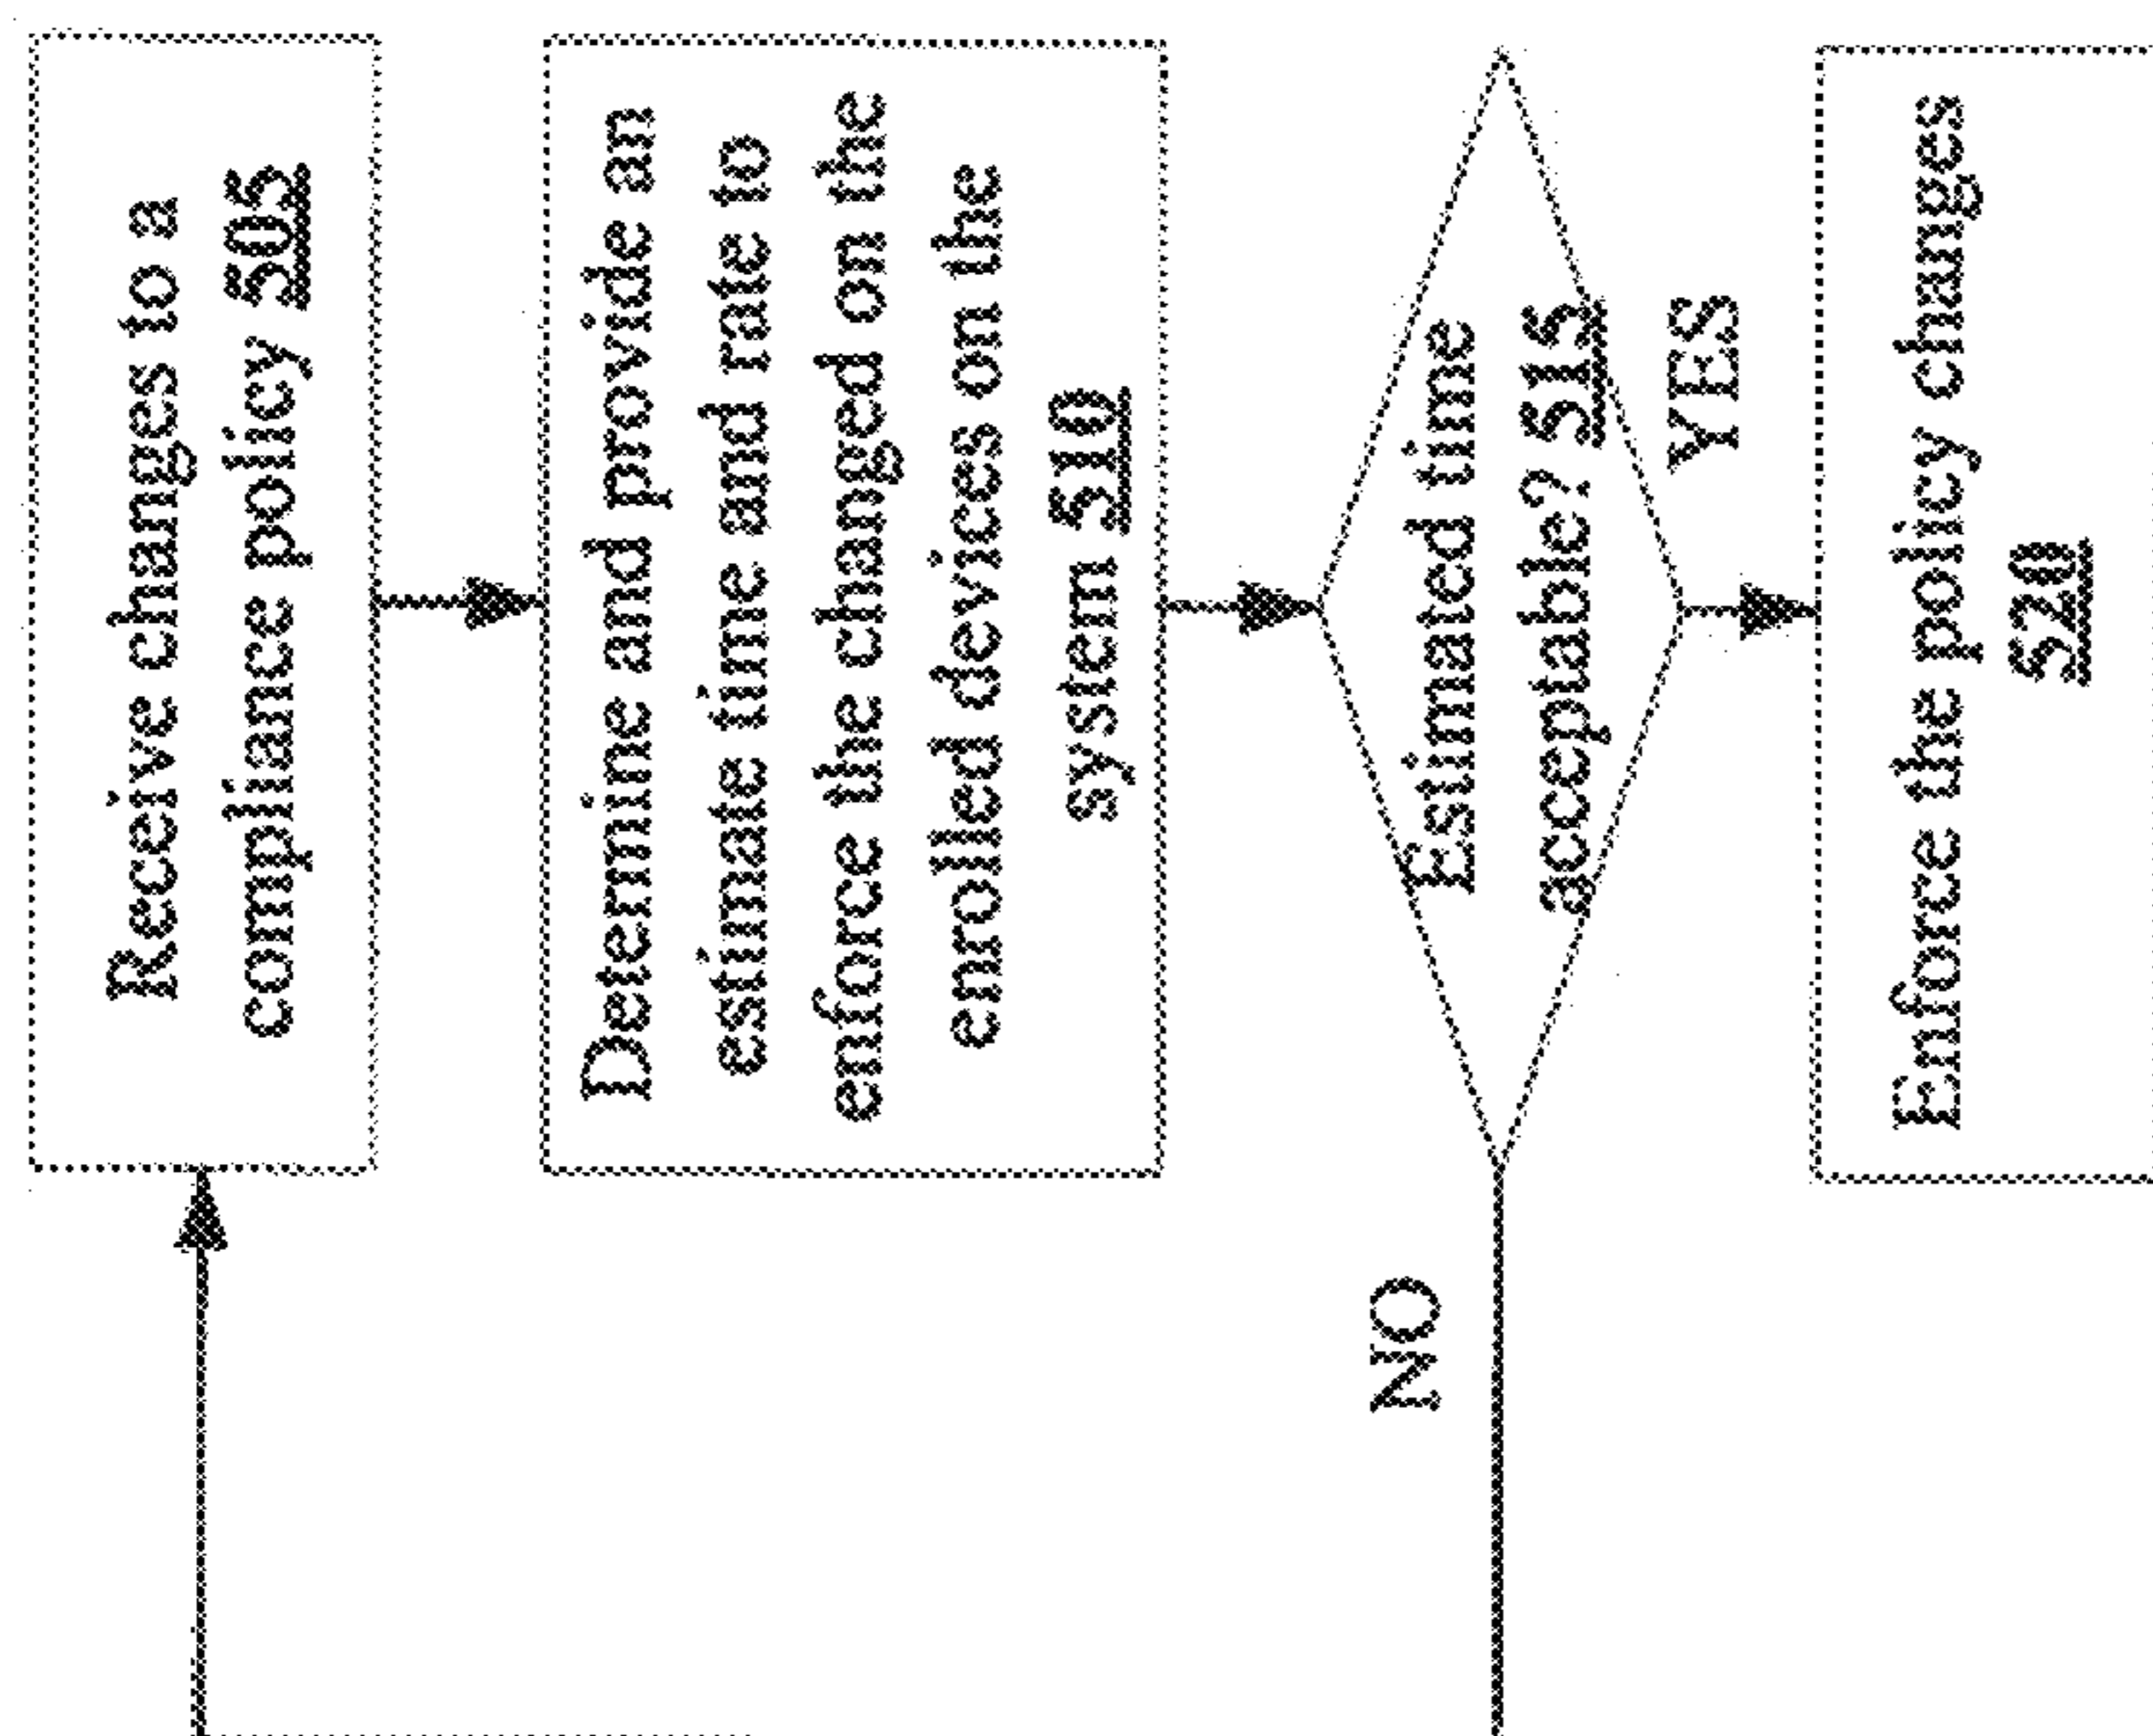 Receive changes to a
compliance policy 505
Determine and provide an
estimate time and rate to
enforce the changed on the
enrolled devices on the
system 510
Estimated time
acceptable? 515
NO
YES
Enforce the policy changes
520